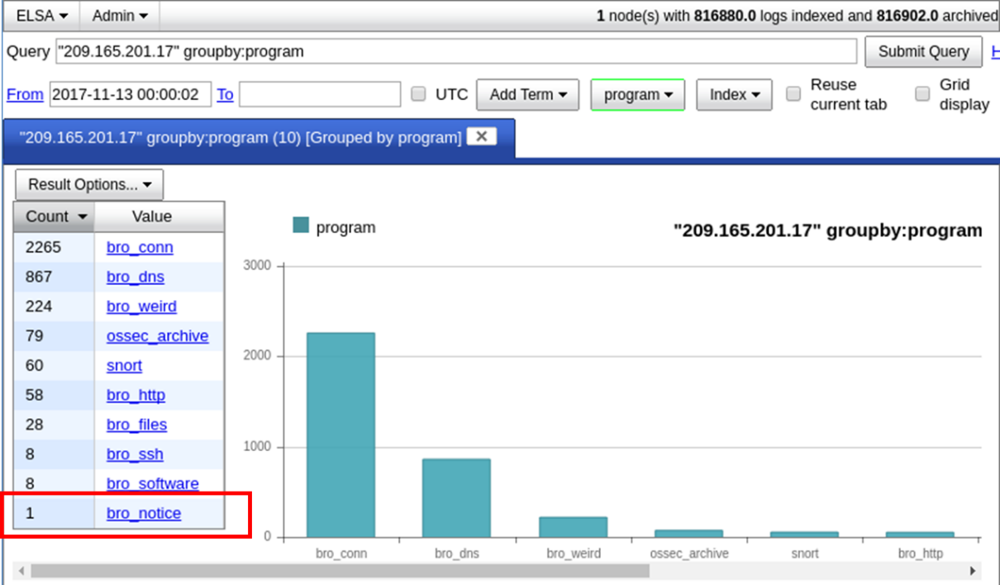 ELSA Admin 1 node(s) with 816880.0 logs indexed and 816902.0 archived
Query "209.165.201.17" groupby:program Submit Query H
From 2017-11-13 00:00:02 To UTC Add Term program Index Reuse current tab Grid display
"209.165.201.17" groupby:program (10) [Grouped by program]
Result Options...
Count Value
2265 bro_conn
867 bro_dns
224 bro_weird
79 ossec_archive
60 snort
58 bro_http
28 bro_files
8 bro_ssh
8 bro_software
1 bro_notice
program
"209.165.201.17" groupby:program
3000
2000
1000
0
bro_conn bro_dns bro_weird ossec_archive snort bro_http